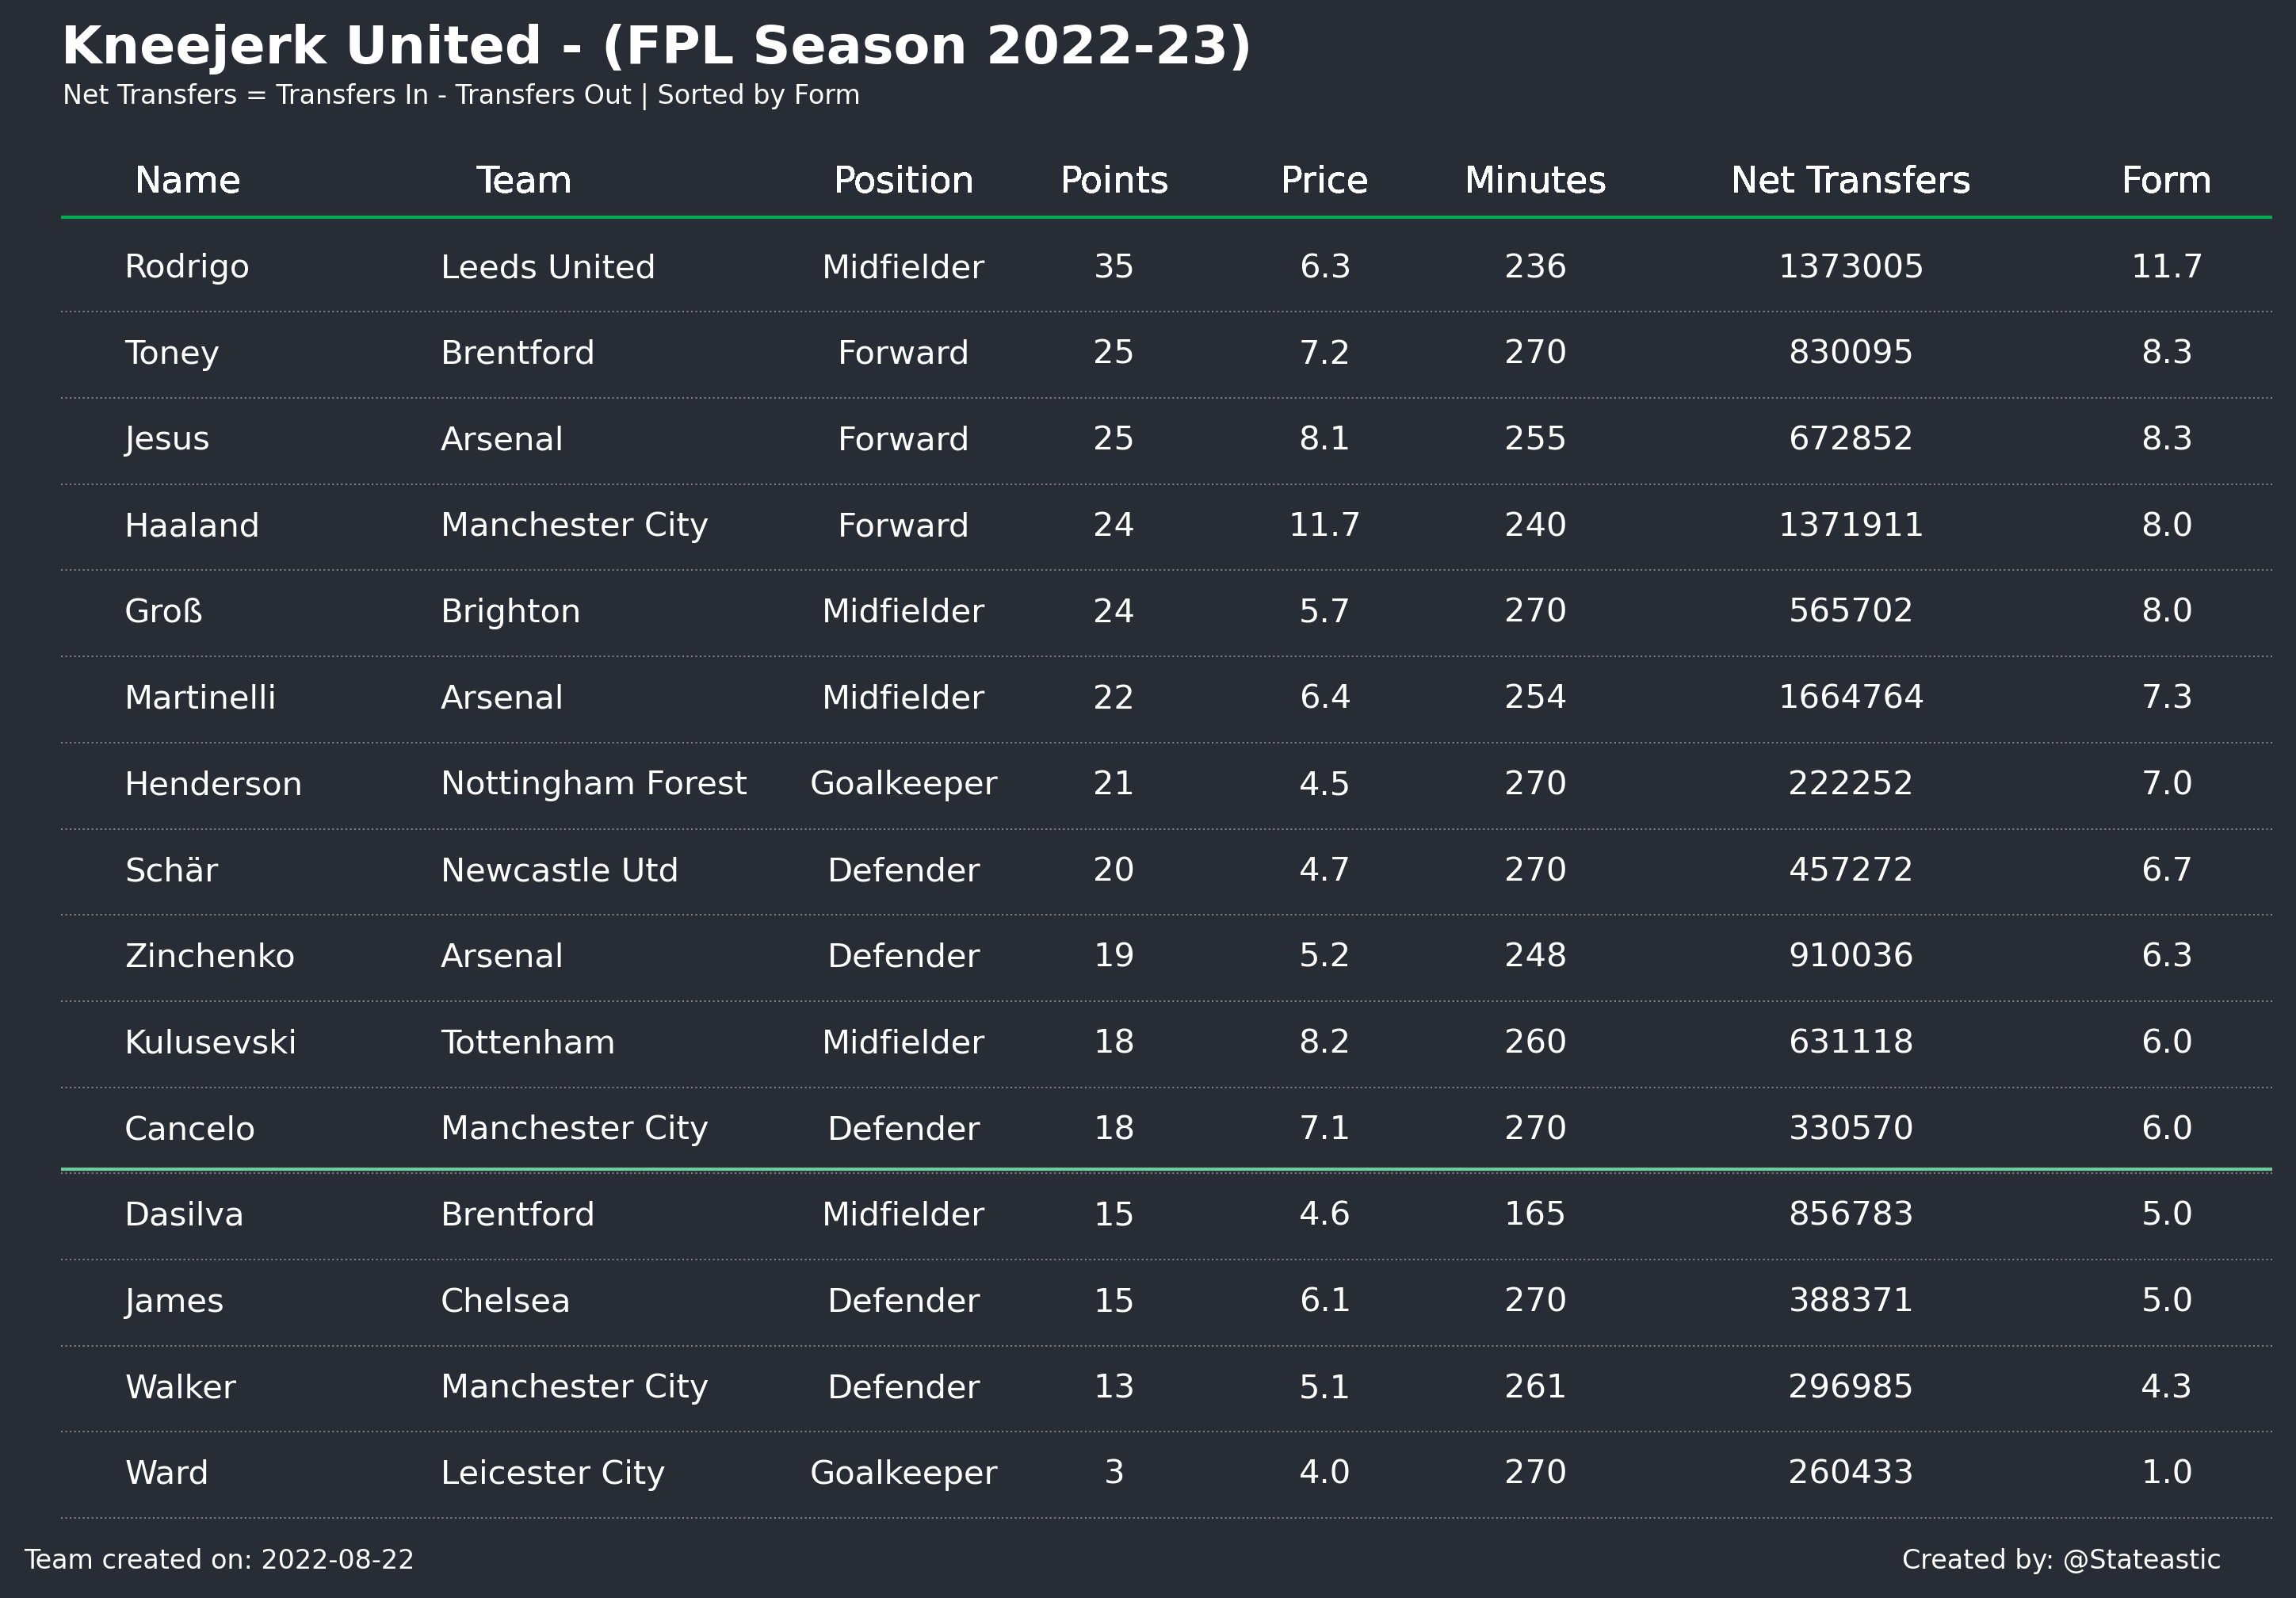 Kneejerk United - (FPL Season 2022-23)
Net Transfers = Transfers In - Transfers Out | Sorted by Form
Name Team Position Points Price Minutes Net Transfers Form
Rodrigo Leeds United Midfielder 35 6.3 236 1373005 11.7
Toney Brentford Forward 25 7.2 270 830095 8.3
Jesus Arsenal Forward 25 8.1 255 672852 8.3
Haaland Manchester City Forward 24 11.7 240 1371911 8.0
Groß Brighton Midfielder 24 5.7 270 565702 8.0
Martinelli Arsenal Midfielder 22 6.4 254 1664764 7.3
Henderson Nottingham Forest Goalkeeper 21 4.5 270 222252 7.0
Schär Newcastle Utd Defender 20 4.7 270 457272 6.7
Zinchenko Arsenal Defender 19 5.2 248 910036 6.3
Kulusevski Tottenham Midfielder 18 8.2 260 631118 6.0
Cancelo Manchester City Defender 18 7.1 270 330570 6.0
Dasilva Brentford Midfielder 15 4.6 165 856783 5.0
James Chelsea Defender 15 6.1 270 388371 5.0
Walker Manchester City Defender 13 5.1 261 296985 4.3
Ward Leicester City Goalkeeper 3 4.0 270 260433 1.0
Team created on: 2022-08-22 Created by: @Stateastic